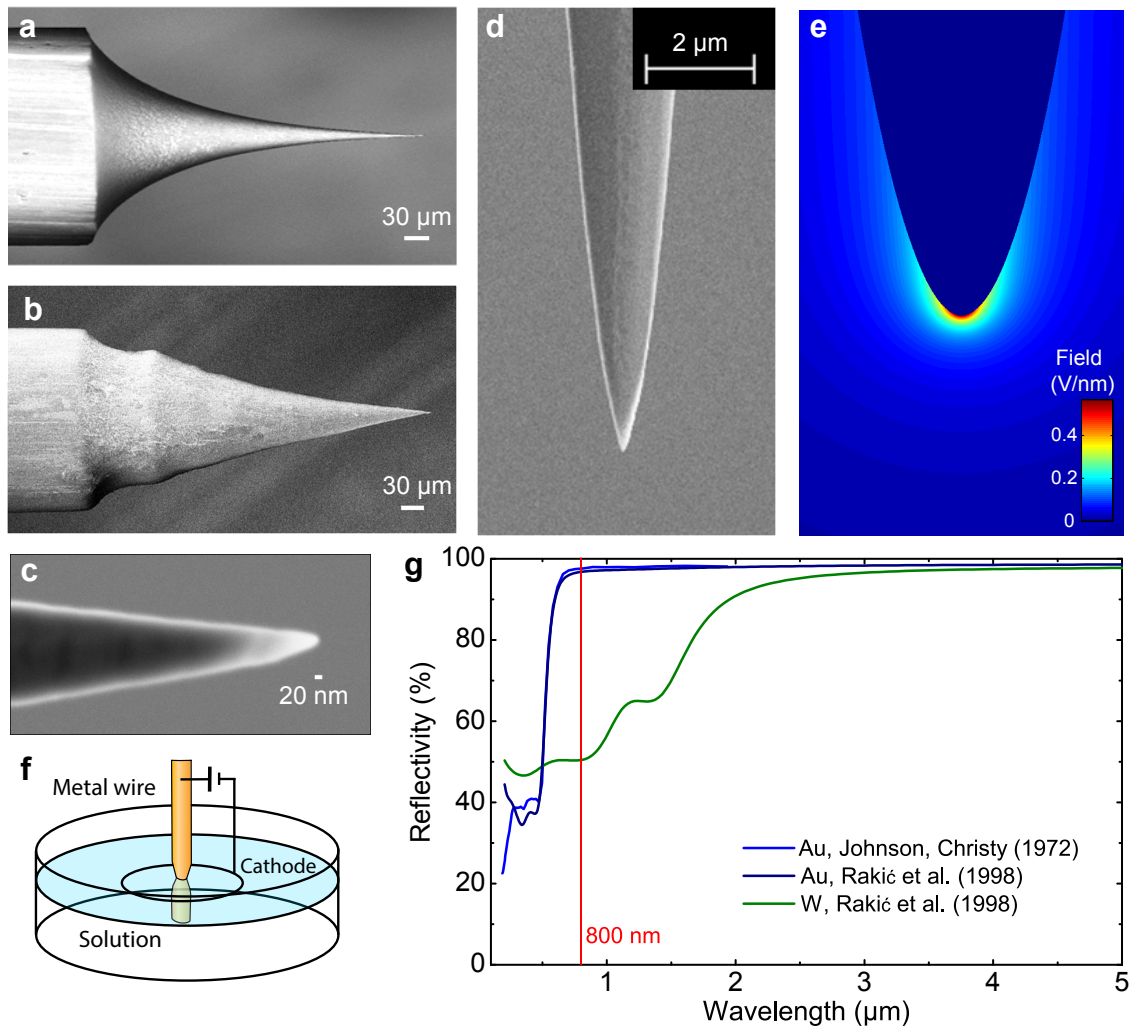 a
30 µm
b
30 µm
c
20 nm
d
2 µm
e
Field
(V/nm)
0.4
0.2
0
f
Metal wire
Cathode
Solution
g
100
80
60
40
20
0
Reflectivity (%)
Au, Johnson, Christy (1972)
Au, Rakić et al. (1998)
W, Rakić et al. (1998)
800 nm
1
2
3
4
5
Wavelength (µm)